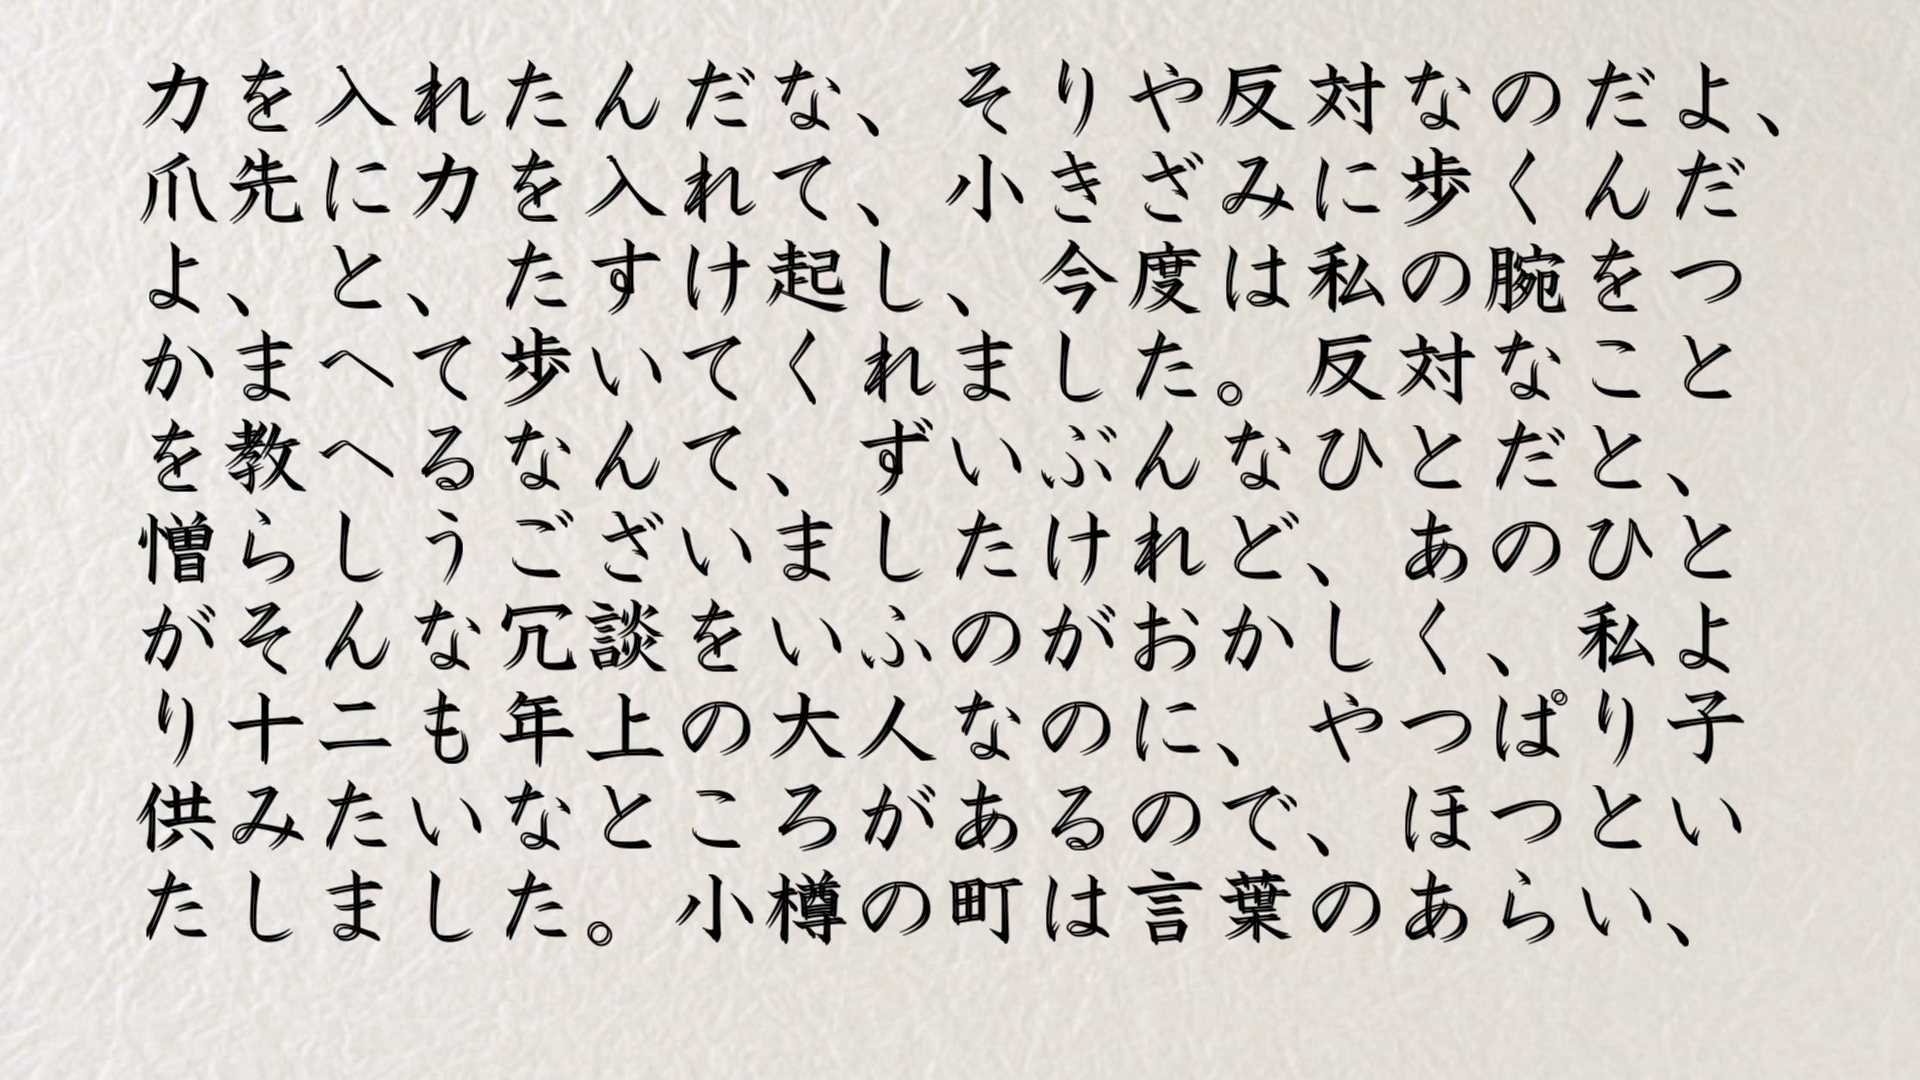 力を入れたんだな、そりや反対なのだよ、
爪先に力を入れて、小きざみに歩くんだ
よ、と、たすけ起し、今度は私の腕をつ
かまへて歩いてくれました。反対なこと
を教へるなんて、ずいぶんなひとだと、
憎らしうございましたけれど、あのひと
がそんな冗談をいふのがおかしく、私よ
り十二も年上の大人なのに、やつぱり子
供みたいなところがあるので、ほつとい
たしました。小樽の町は言葉のあらい、